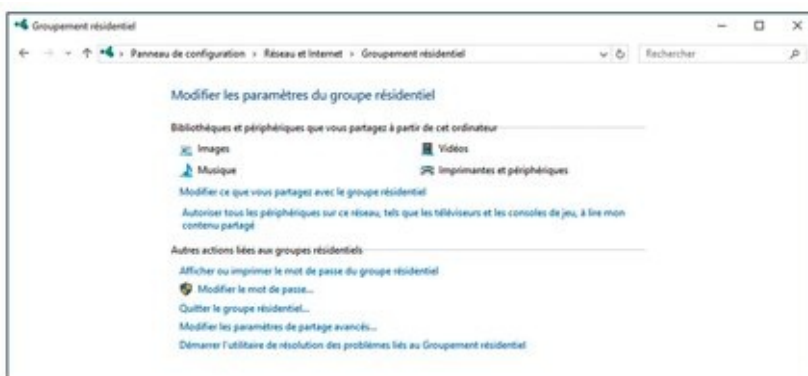 Groupement résidentiel
Panneau de configuration > Réseau et Internet > Groupement résidentiel
Rechercher
Modifier les paramètres du groupe résidentiel
Bibliothèques et périphériques que vous partagez à partir de cet ordinateur
Images
Vidéos
Musique
Imprimantes et périphériques
Modifier ce que vous partagez avec le groupe résidentiel
Autoriser tous les périphériques sur ce réseau, tels que les téléviseurs et les consoles de jeu, à lire mon
contenu partagé
Autres actions liées aux groupes résidentiels
Afficher ou imprimer le mot de passe du groupe résidentiel
Modifier le mot de passe...
Quitter le groupe résidentiel...
Modifier les paramètres de partage avancés...
Démarrer l'utilitaire de résolution des problèmes liés au Groupement résidentiel